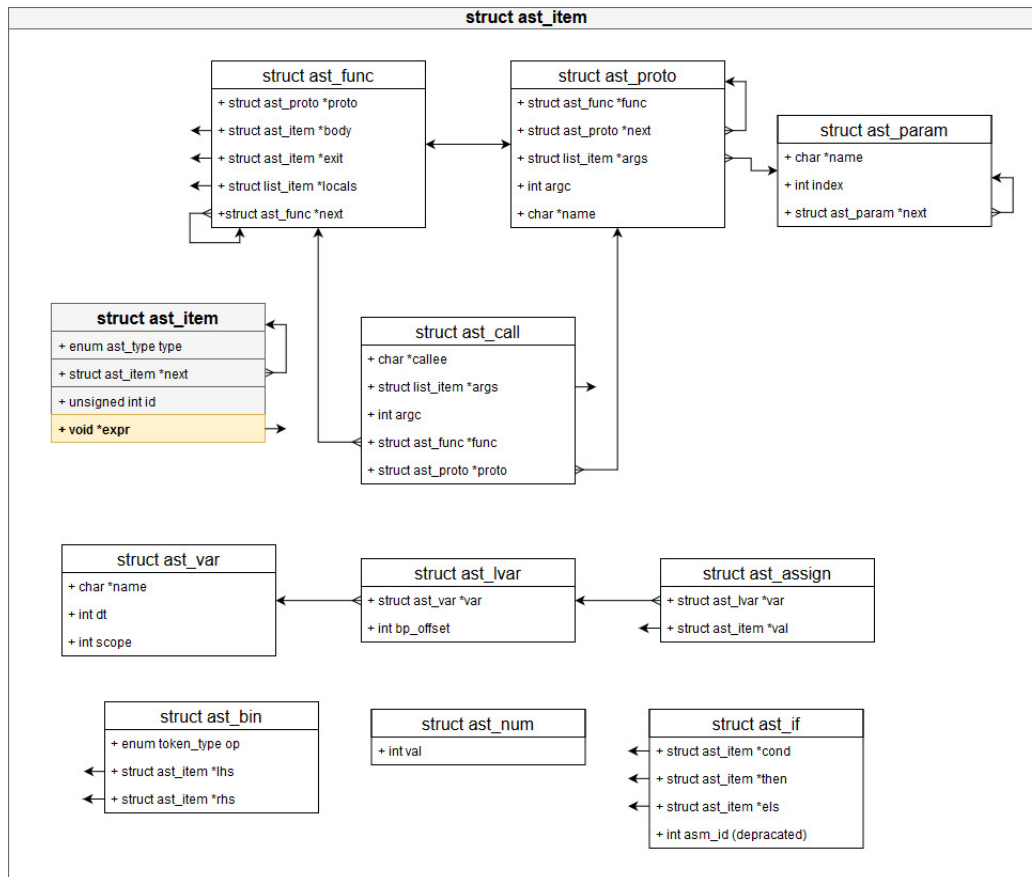 struct ast_item
struct ast_func
+ struct ast_proto *proto
+ struct ast_item *body
+ struct ast_item *exit
+ struct list_item *locals
+struct ast_func *next
struct ast_proto
+ struct ast_func *func
+ struct ast_proto *next
+ struct list_item *args
+ int argc
+ char *name
struct ast_param
+ char *name
+ int index
+ struct ast_param *next
struct ast_item
+ enum ast_type type
+ struct ast_item *next
+ unsigned int id
+ void *expr
struct ast_call
+ char *callee
+ struct list_item *args
+ int argc
+ struct ast_func *func
+ struct ast_proto *proto
struct ast_var
+ char *name
+ int dt
+ int scope
struct ast_lvar
+ struct ast_var *var
+ int bp_offset
struct ast_assign
+ struct ast_lvar *var
+ struct ast_item *val
struct ast_bin
+ enum token_type op
+ struct ast_item *lhs
+ struct ast_item *rhs
struct ast_num
+ int val
struct ast_if
+ struct ast_item *cond
+ struct ast_item *then
+ struct ast_item *els
+ int asm_id (depracated)